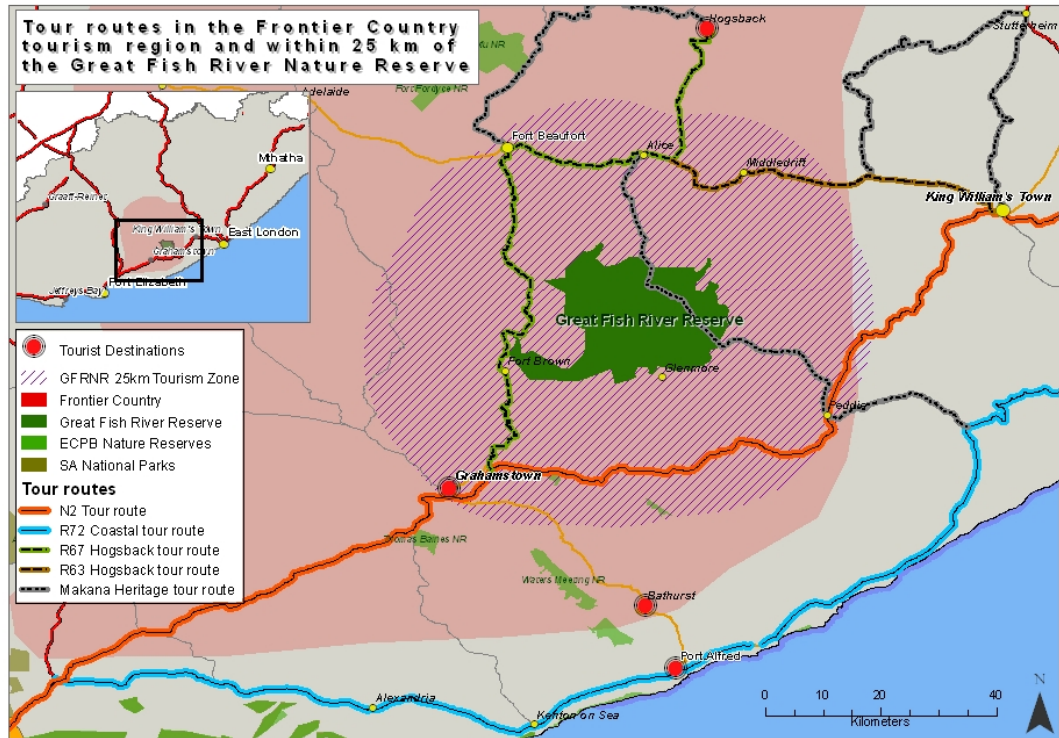 Tour routes in the Frontier Country
tourism region and within 25 km of
the Great Fish River Nature Reserve
Hogsback
Stutterheim
Fort Fordyce NR
Adelaide
Fort Beaufort
Alice
Middledrift
King William's Town
Mthatha
Graaff-Reinet
King William's Town
East London
Grahamstown
Port Elizabeth
Jeffreys Bay
Great Fish River Reserve
Fort Brown
Glenmore
Peddie
Grahamstown
Thomas Baines NR
Waters Meeting NR
Bathurst
Port Alfred
Alexandria
Kenton on Sea
Tourist Destinations
GFRNR 25km Tourism Zone
Frontier Country
Great Fish River Reserve
ECPB Nature Reserves
SA National Parks
Tour routes
N2 Tour route
R72 Coastal tour route
R67 Hogsback tour route
R63 Hogsback tour route
Makana Heritage tour route
0 10 20 40
Kilometers
N